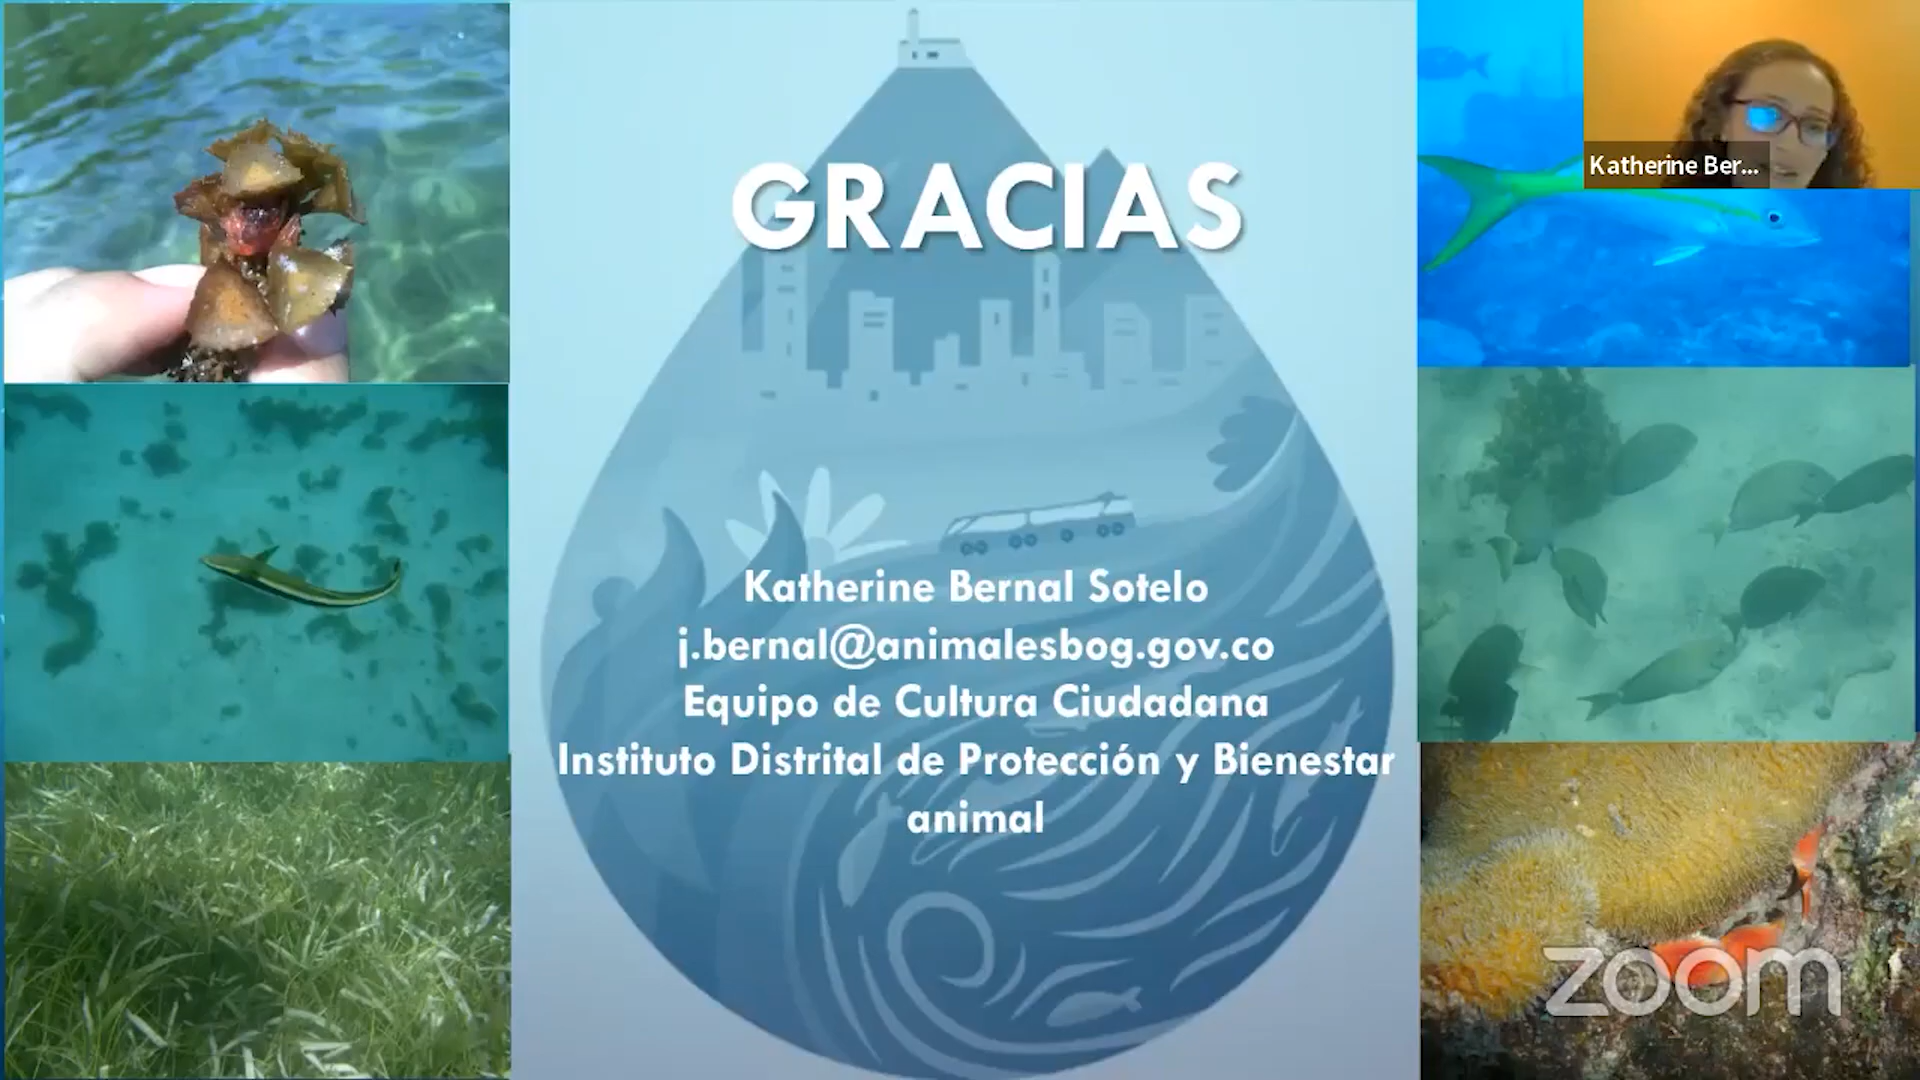 GRACIAS
Katherine Ber...
Katherine Bernal Sotelo
j.bernal@animalesbog.gov.co
Equipo de Cultura Ciudadana
Instituto Distrital de Protección y Bienestar
animal
zoom